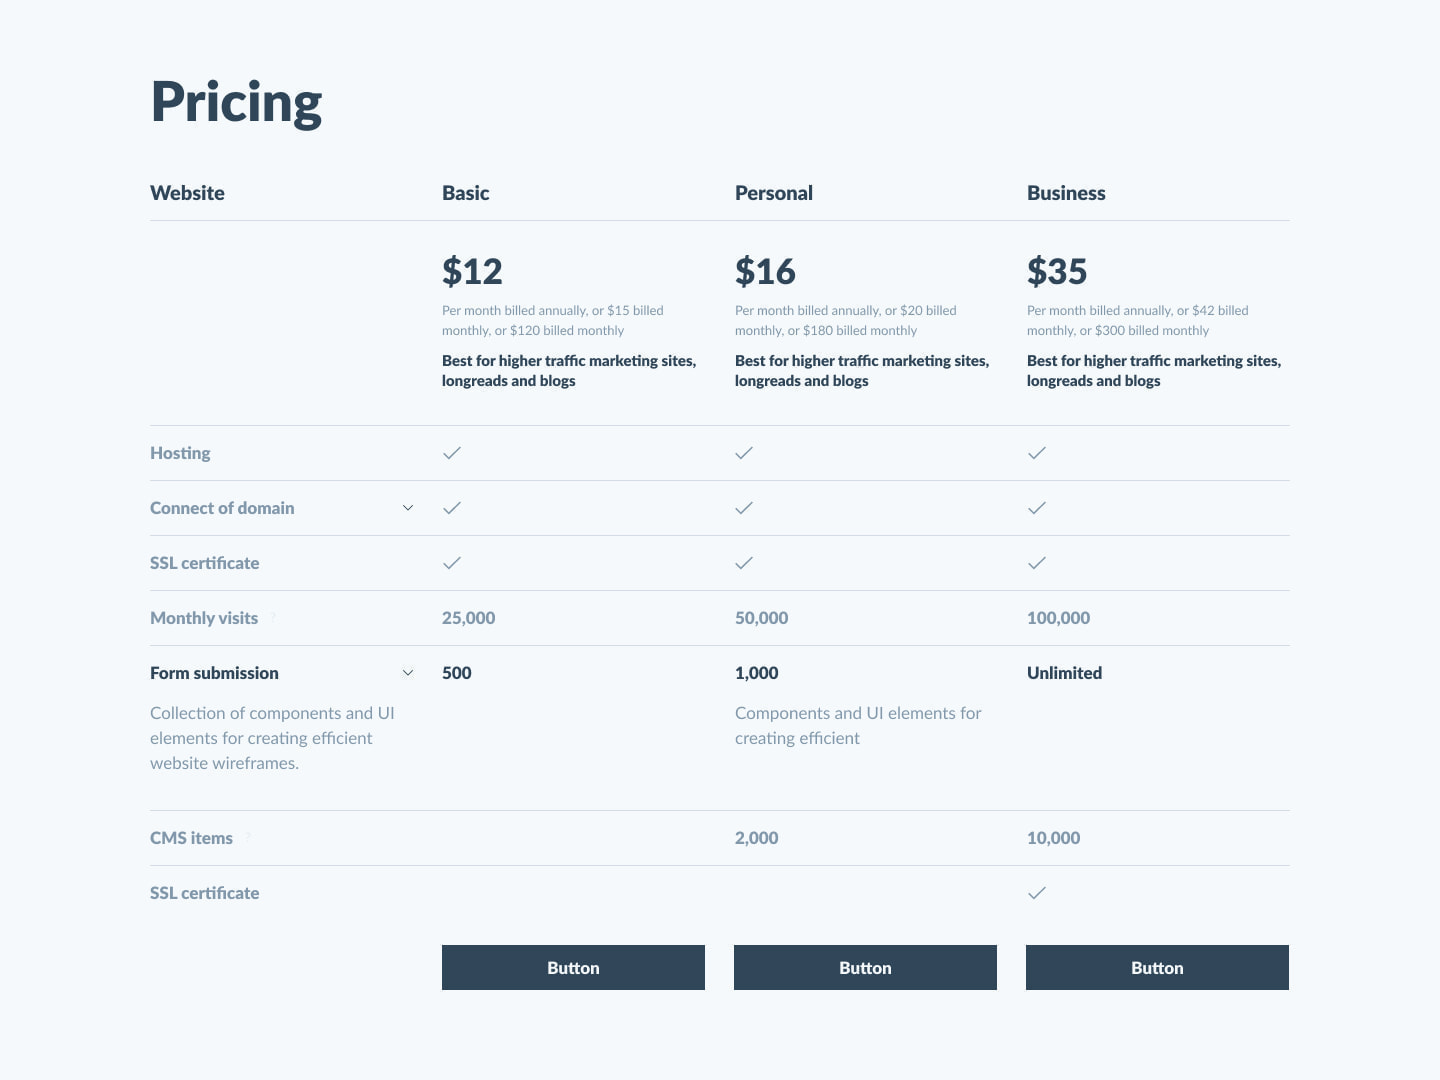 Pricing
Website Basic Personal Business
$12 $16 $35
Per month billed annually, or $15 billed Per month billed annually, or $20 billed Per month billed annually, or $42 billed
monthly, or $120 billed monthly monthly, or $180 billed monthly monthly, or $300 billed monthly
Best for higher traffic marketing sites, Best for higher traffic marketing sites, Best for higher traffic marketing sites,
longreads and blogs longreads and blogs longreads and blogs
Hosting
Connect of domain
SSL certificate
Monthly visits ? 25,000 50,000 100,000
Form submission 500 1,000 Unlimited
Collection of components and UI Components and UI elements for
elements for creating efficient creating efficient
website wireframes.
CMS items ? 2,000 10,000
SSL certificate
Button Button Button